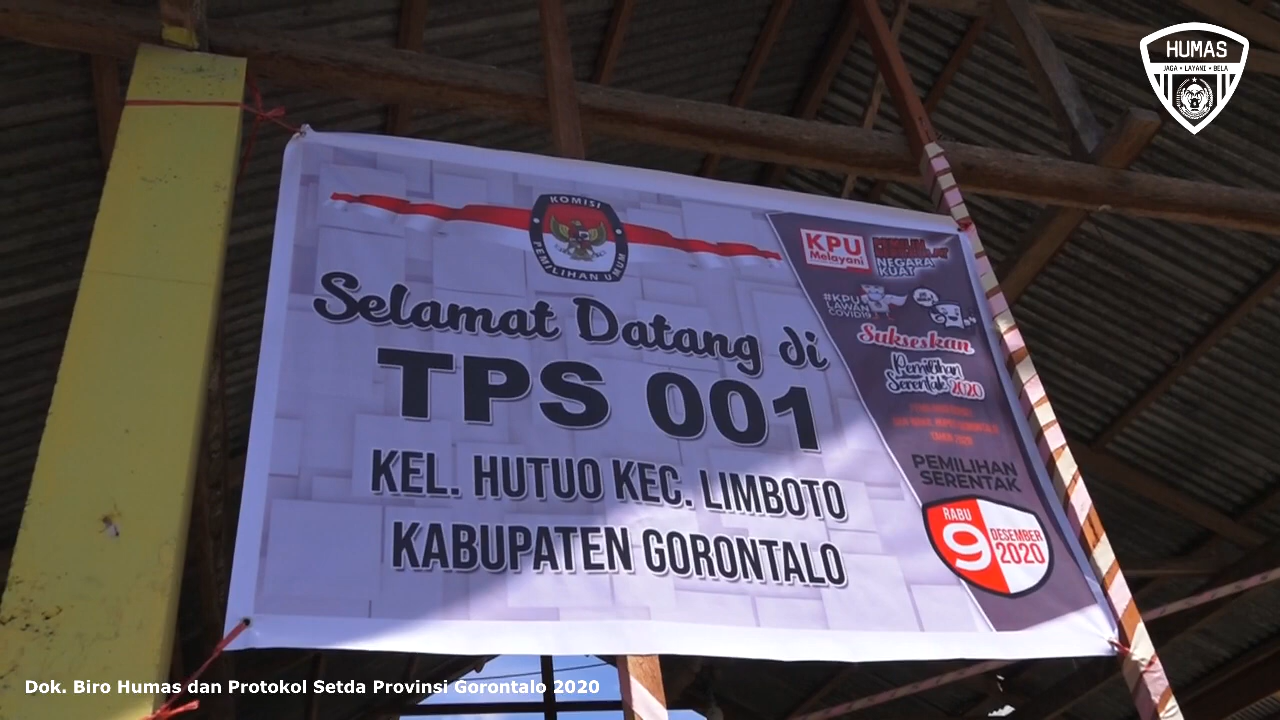 HUMAS
JAGA • LAYANI • BELA
KOMISI
PEMILIHAN UMUM
Selamat Datang di
TPS 001
KEL. HUTUO KEC. LIMBOTO
KABUPATEN GORONTALO
KPU
Melayani
NEGARA
KUAT
#KPU
LAWAN
COVID19
Sukseskan
Pemilihan
Serentak 2020
TAHUN 2020
PEMILIHAN
SERENTAK
RABU
9 DESEMBER
2020
Dok. Biro Humas dan Protokol Setda Provinsi Gorontalo 2020